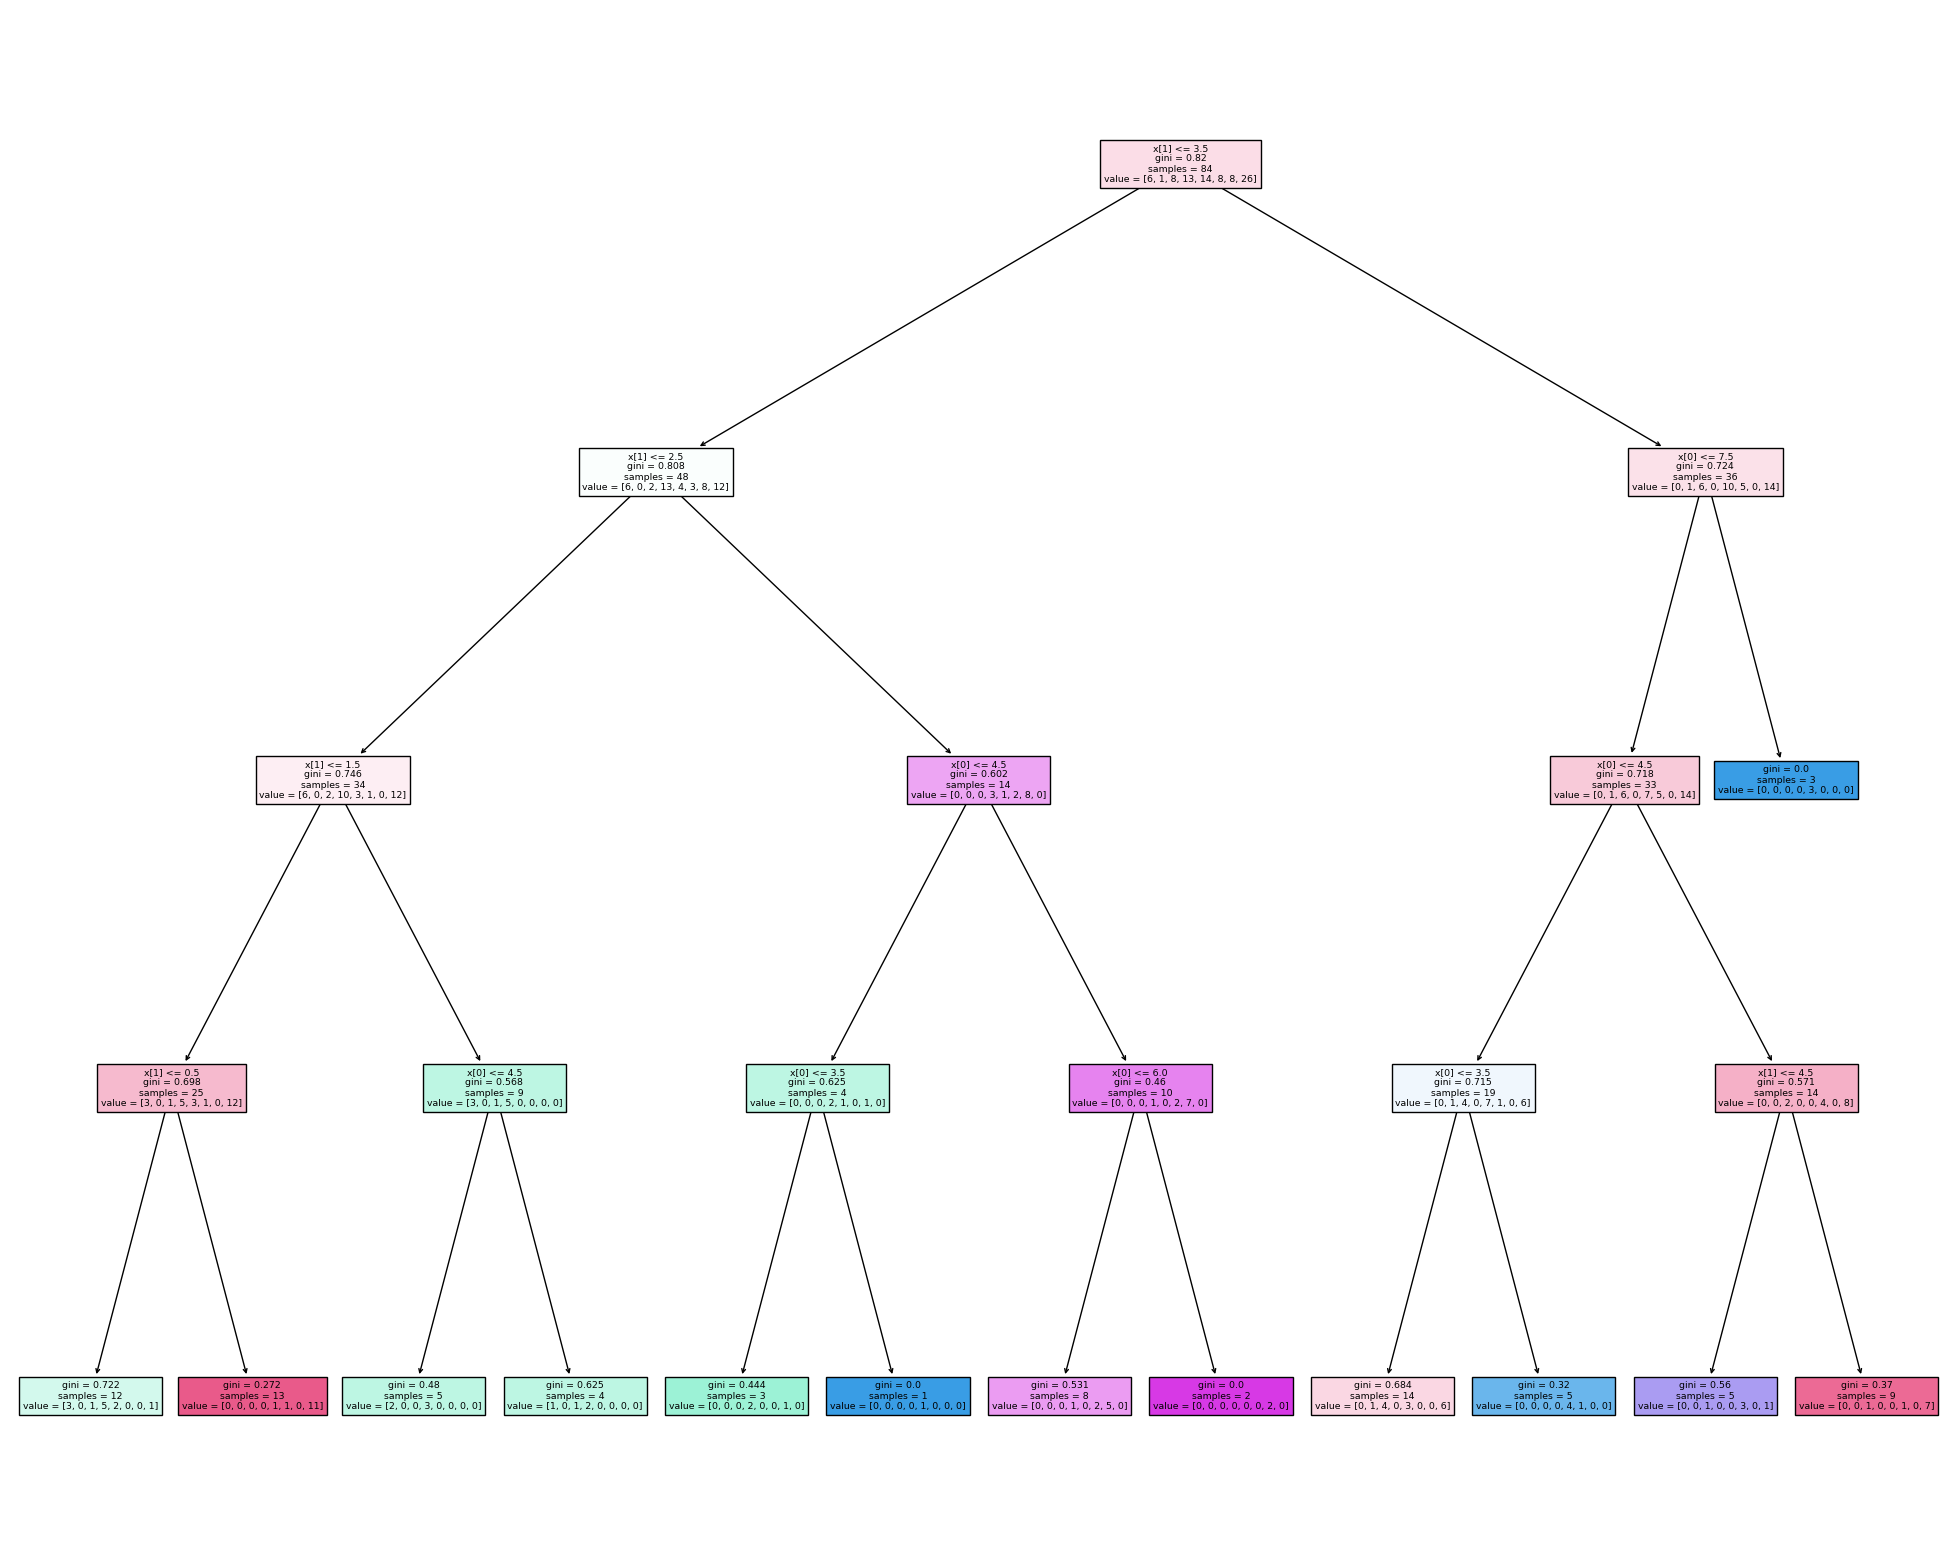 x[1] <= 3.5
gini = 0.82
samples = 84
value = [6, 1, 8, 13, 14, 8, 8, 26]
x[1] <= 2.5
gini = 0.808
samples = 48
value = [6, 0, 2, 13, 4, 3, 8, 12]
x[0] <= 7.5
gini = 0.724
samples = 36
value = [0, 1, 6, 0, 10, 5, 0, 14]
x[1] <= 1.5
gini = 0.746
samples = 34
value = [6, 0, 2, 10, 3, 1, 0, 12]
x[0] <= 4.5
gini = 0.602
samples = 14
value = [0, 0, 0, 3, 1, 2, 8, 0]
x[0] <= 4.5
gini = 0.718
samples = 33
value = [0, 1, 6, 0, 7, 5, 0, 14]
gini = 0.0
samples = 3
value = [0, 0, 0, 0, 3, 0, 0, 0]
x[1] <= 0.5
gini = 0.698
samples = 25
value = [3, 0, 1, 5, 3, 1, 0, 12]
x[0] <= 4.5
gini = 0.568
samples = 9
value = [3, 0, 1, 5, 0, 0, 0, 0]
x[0] <= 3.5
gini = 0.625
samples = 4
value = [0, 0, 0, 2, 1, 0, 1, 0]
x[0] <= 6.0
gini = 0.46
samples = 10
value = [0, 0, 0, 1, 0, 2, 7, 0]
x[0] <= 3.5
gini = 0.715
samples = 19
value = [0, 1, 4, 0, 7, 1, 0, 6]
x[1] <= 4.5
gini = 0.571
samples = 14
value = [0, 0, 2, 0, 0, 4, 0, 8]
gini = 0.722
samples = 12
value = [3, 0, 1, 5, 2, 0, 0, 1]
gini = 0.272
samples = 13
value = [0, 0, 0, 0, 1, 1, 0, 11]
gini = 0.48
samples = 5
value = [2, 0, 0, 3, 0, 0, 0, 0]
gini = 0.625
samples = 4
value = [1, 0, 1, 2, 0, 0, 0, 0]
gini = 0.444
samples = 3
value = [0, 0, 0, 2, 0, 0, 1, 0]
gini = 0.0
samples = 1
value = [0, 0, 0, 0, 1, 0, 0, 0]
gini = 0.531
samples = 8
value = [0, 0, 0, 1, 0, 2, 5, 0]
gini = 0.0
samples = 2
value = [0, 0, 0, 0, 0, 0, 2, 0]
gini = 0.684
samples = 14
value = [0, 1, 4, 0, 3, 0, 0, 6]
gini = 0.32
samples = 5
value = [0, 0, 0, 0, 4, 1, 0, 0]
gini = 0.56
samples = 5
value = [0, 0, 1, 0, 0, 3, 0, 1]
gini = 0.37
samples = 9
value = [0, 0, 1, 0, 0, 1, 0, 7]